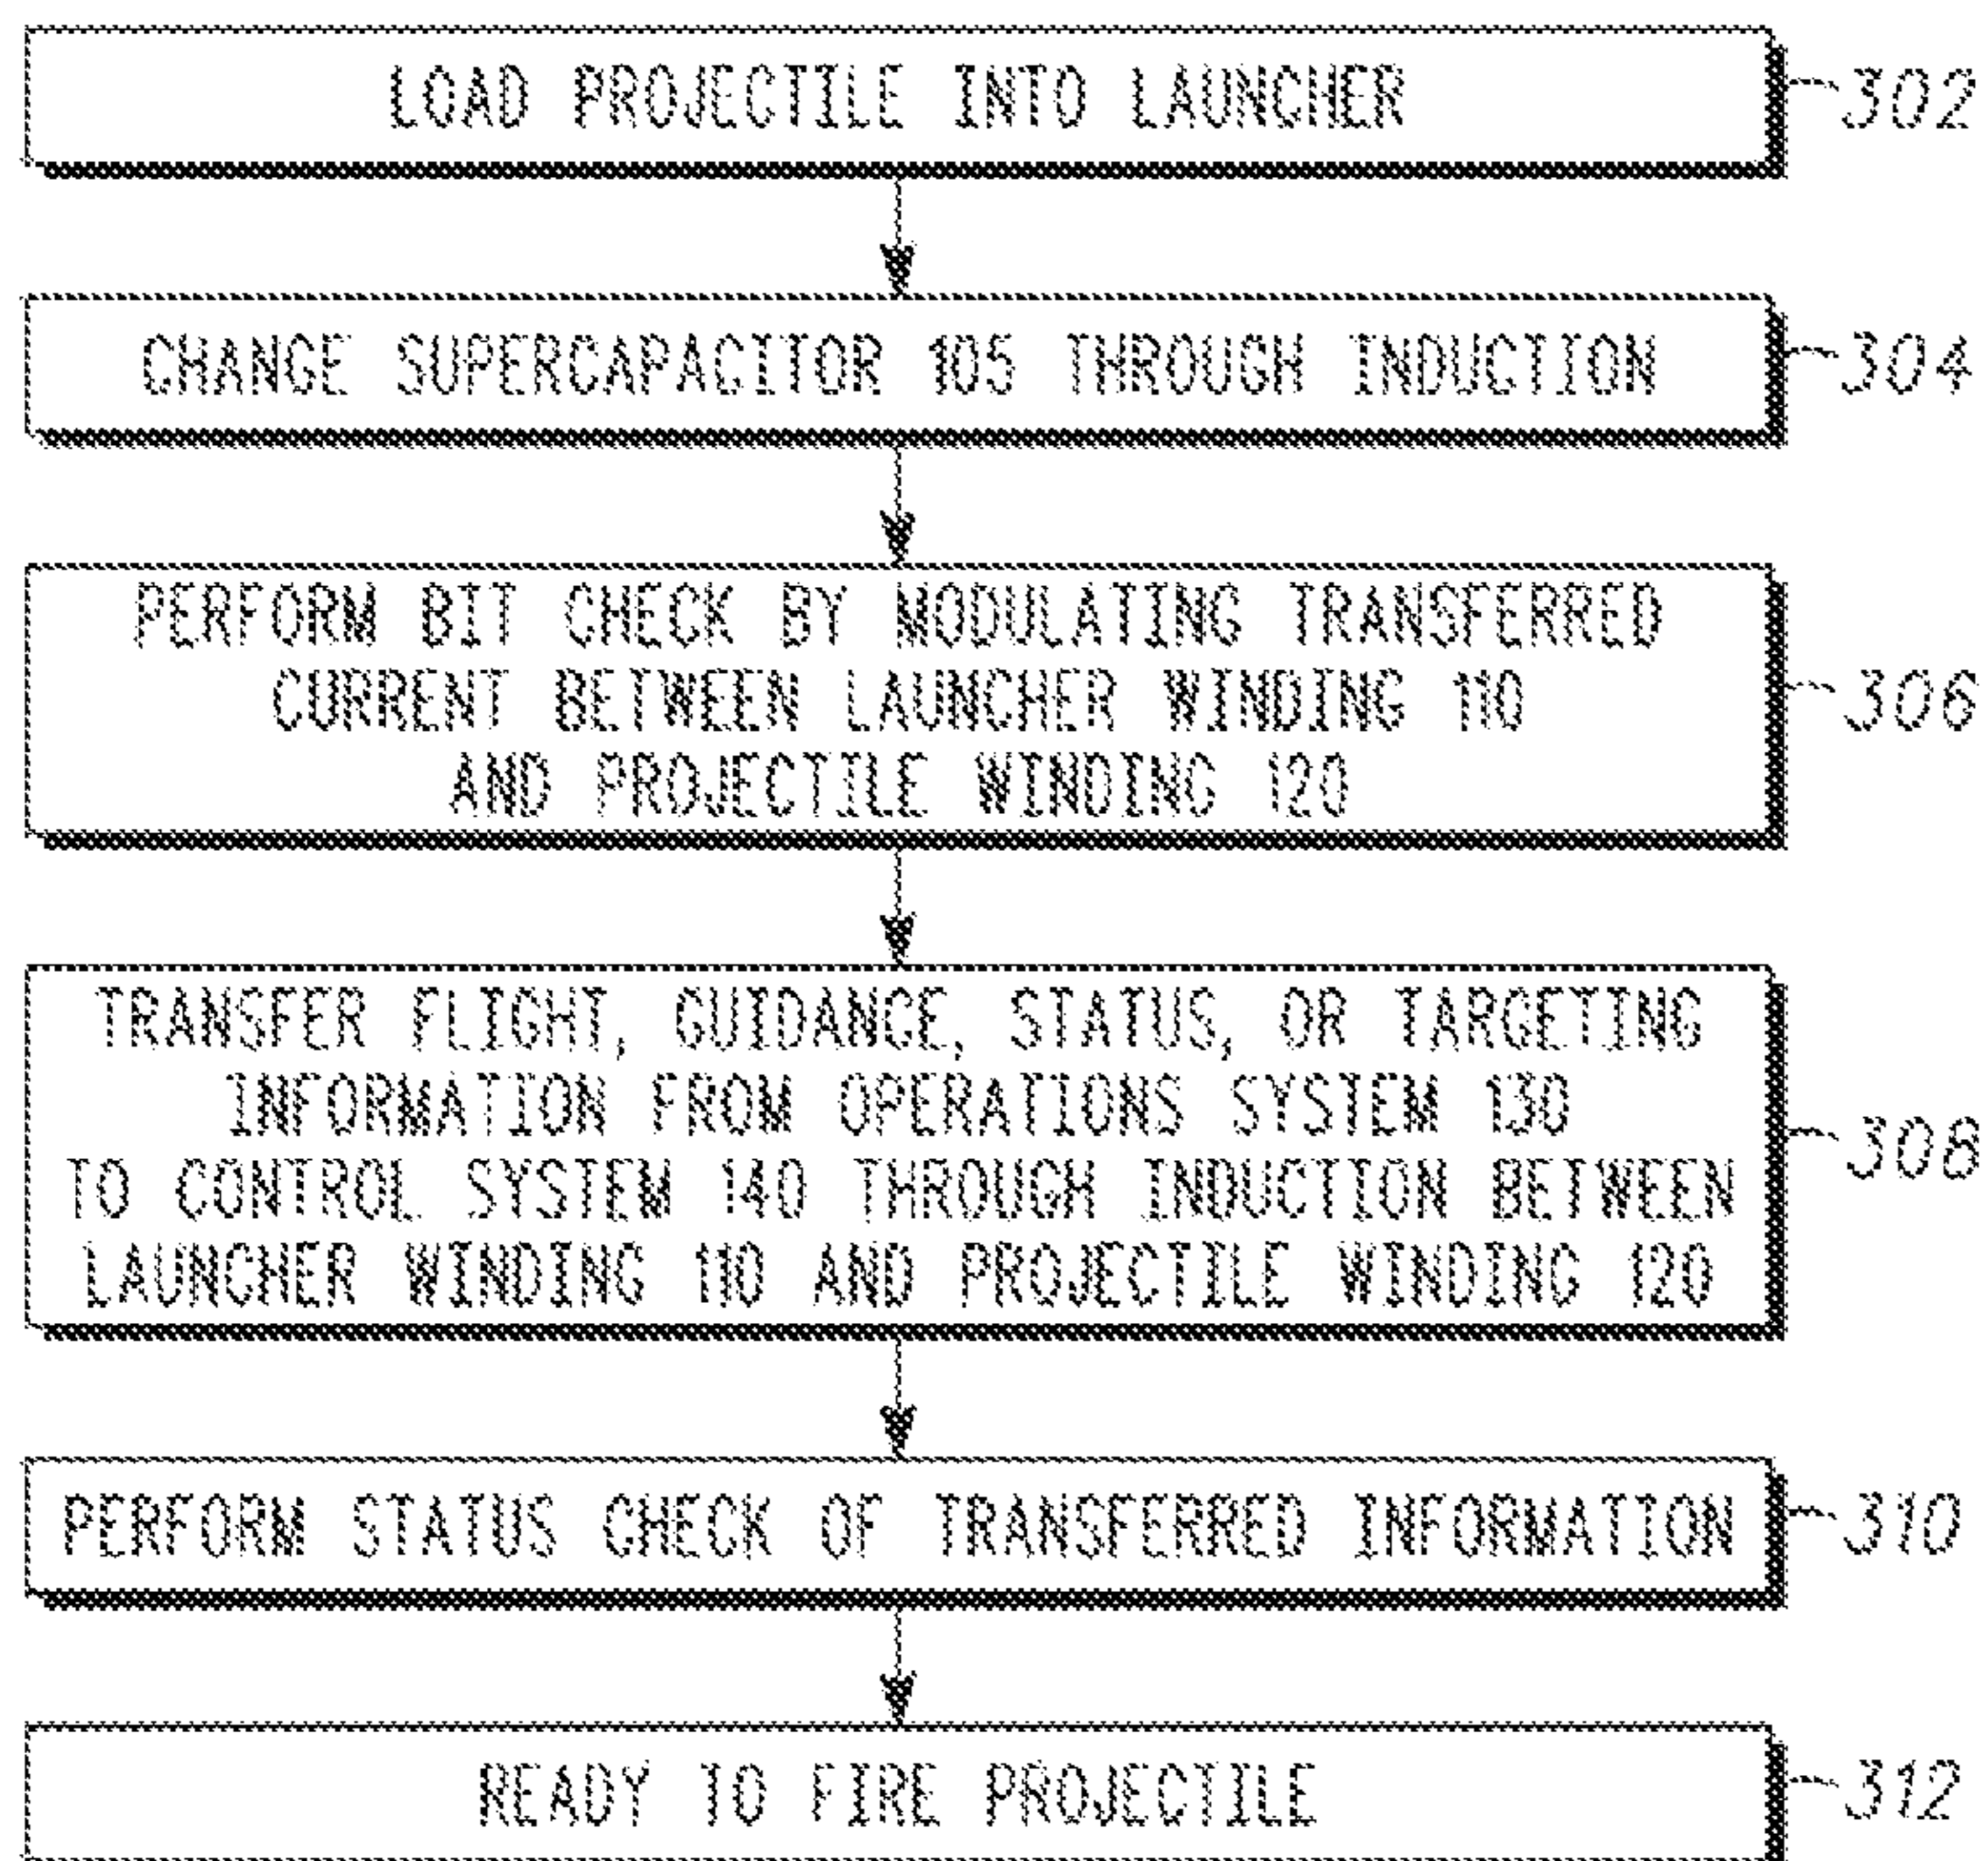 LOAD PROJECTILE INTO LAUNCHER
302
CHANGE SUPERCAPACITOR 105 THROUGH INDUCTION
304
PERFORM BIT CHECK BY MODULATING TRANSFERRED
CURRENT BETWEEN LAUNCHER WINDING 110
AND PROJECTILE WINDING 120
306
TRANSFER FLIGHT, GUIDANCE, STATUS, OR TARGETING
INFORMATION FROM OPERATIONS SYSTEM 130
TO CONTROL SYSTEM 140 THROUGH INDUCTION BETWEEN
LAUNCHER WINDING 110 AND PROJECTILE WINDING 120
308
PERFORM STATUS CHECK OF TRANSFERRED INFORMATION
310
READY TO FIRE PROJECTILE
312